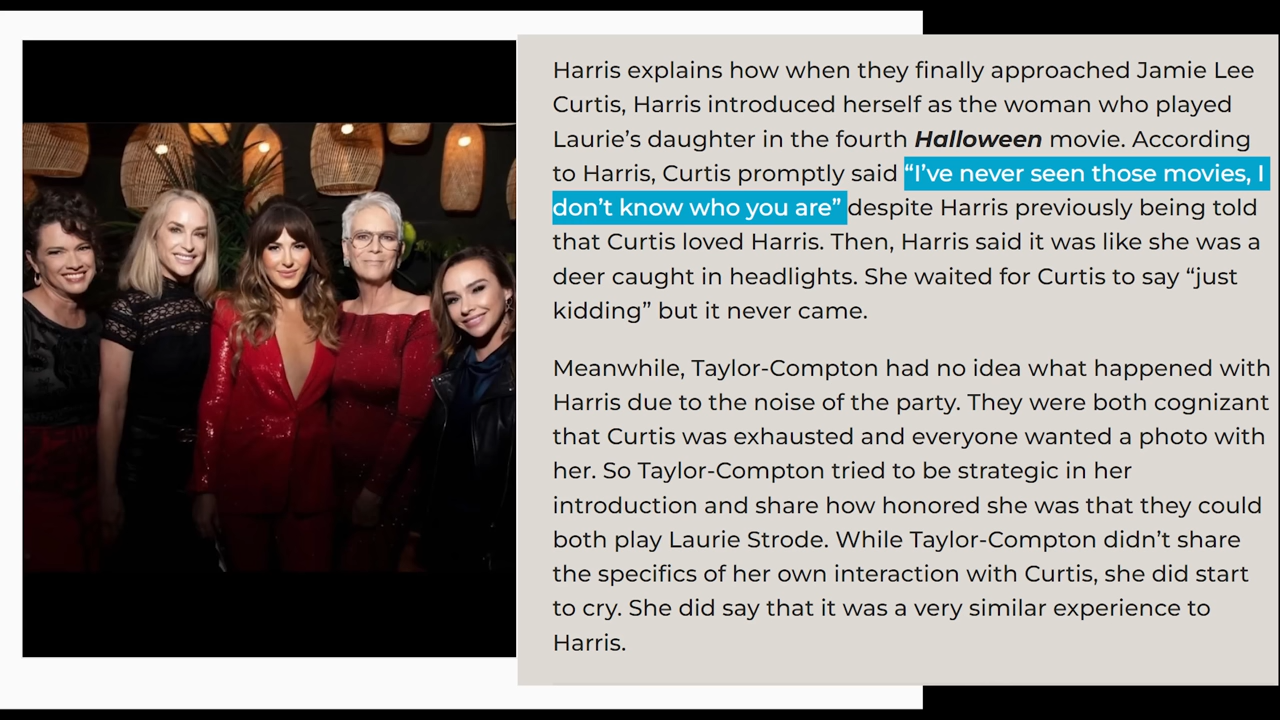 Harris explains how when they finally approached Jamie Lee
Curtis, Harris introduced herself as the woman who played
Laurie’s daughter in the fourth Halloween movie. According
to Harris, Curtis promptly said “I’ve never seen those movies, I
don’t know who you are” despite Harris previously being told
that Curtis loved Harris. Then, Harris said it was like she was a
deer caught in headlights. She waited for Curtis to say “just
kidding” but it never came.
Meanwhile, Taylor-Compton had no idea what happened with
Harris due to the noise of the party. They were both cognizant
that Curtis was exhausted and everyone wanted a photo with
her. So Taylor-Compton tried to be strategic in her
introduction and share how honored she was that they could
both play Laurie Strode. While Taylor-Compton didn’t share
the specifics of her own interaction with Curtis, she did start
to cry. She did say that it was a very similar experience to
Harris.